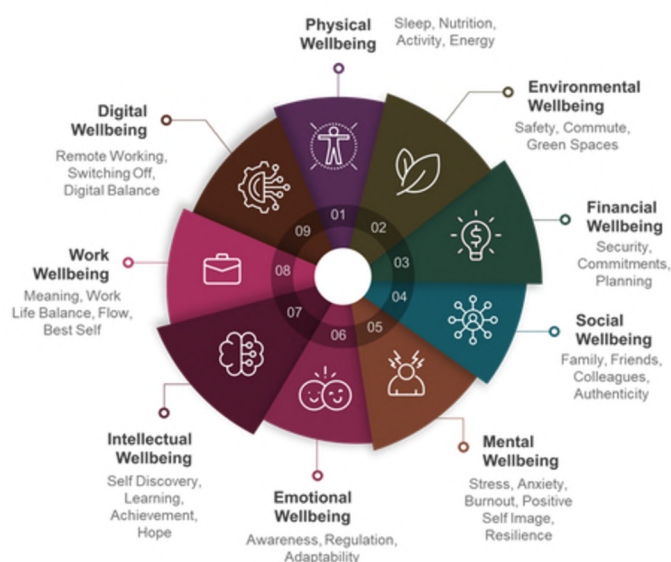 Physical
Wellbeing
Sleep, Nutrition,
Activity, Energy
Environmental
Wellbeing
Safety, Commute,
Green Spaces
Financial
Wellbeing
Security,
Commitments,
Planning
Social
Wellbeing
Family, Friends,
Colleagues,
Authenticity
Mental
Wellbeing
Stress, Anxiety,
Burnout, Positive
Self Image,
Resilience
Emotional
Wellbeing
Awareness, Regulation,
Adaptability
Intellectual
Wellbeing
Self Discovery,
Learning,
Achievement,
Hope
Work
Wellbeing
Meaning, Work
Life Balance, Flow,
Best Self
Digital
Wellbeing
Remote Working,
Switching Off,
Digital Balance
01
02
03
04
05
06
07
08
09
$